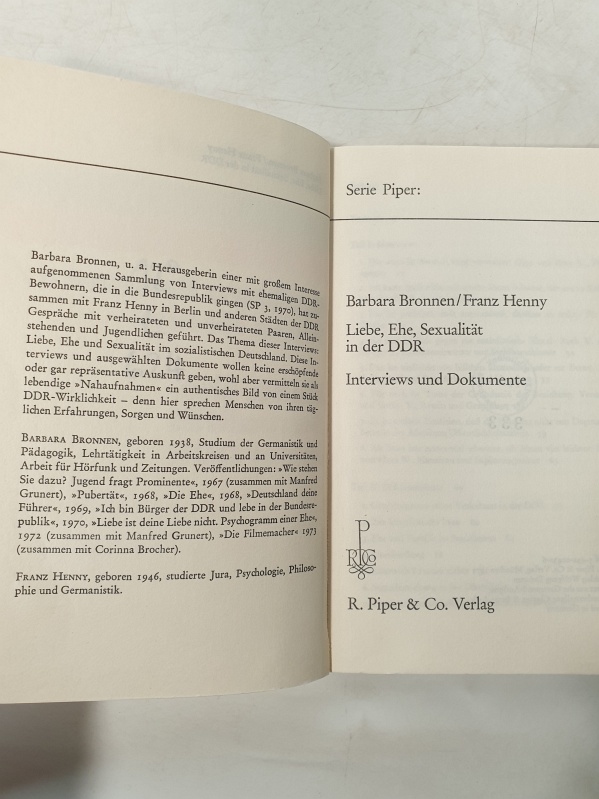 Barbara Bronnen, u. a. Herausgeberin einer mit großem Interesse
aufgenommenen Sammlung von Interviews mit ehemaligen DDR-
Bewohnern, die in die Bundesrepublik gingen (SP 3, 1970), hat zu-
sammen mit Franz Henny in Berlin und anderen Städten der DDR
Gespräche mit verheirateten und unverheirateten Paaren, Allein-
stehenden und Jugendlichen geführt. Das Thema dieser Interviews:
Liebe, Ehe und Sexualität im sozialistischen Deutschland. Diese In-
terviews und ausgewählten Dokumente wollen keine erschöpfende
oder gar repräsentative Auskunft geben, wohl aber vermitteln sie als
lebendige »Nahaufnahmen« ein authentisches Bild von einem Stück
DDR-Wirklichkeit – denn hier sprechen Menschen von ihren täg-
lichen Erfahrungen, Sorgen und Wünschen.
BARBARA BRONNEN, geboren 1938, Studium der Germanistik und
Pädagogik, Lehrtätigkeit in Arbeitskreisen und an Universitäten,
Arbeit für Hörfunk und Zeitungen. Veröffentlichungen: »Wie stehen
Sie dazu? Jugend fragt Prominente«, 1967 (zusammen mit Manfred
Grunert), »Pubertät«, 1968, »Die Ehe«, 1968, »Deutschland deine
Führer«, 1969, »Ich bin Bürger der DDR und lebe in der Bundesre-
publik«, 1970, »Liebe ist deine Liebe nicht. Psychogramm einer Ehe«,
1972 (zusammen mit Manfred Grunert), »Die Filmemacher« 1973
(zusammen mit Corinna Brocher).
FRANZ HENNY, geboren 1946, studierte Jura, Psychologie, Philoso-
phie und Germanistik.
Serie Piper:
Barbara Bronnen/Franz Henny
Liebe, Ehe, Sexualität
in der DDR
Interviews und Dokumente
P
R&Co
R. Piper & Co. Verlag